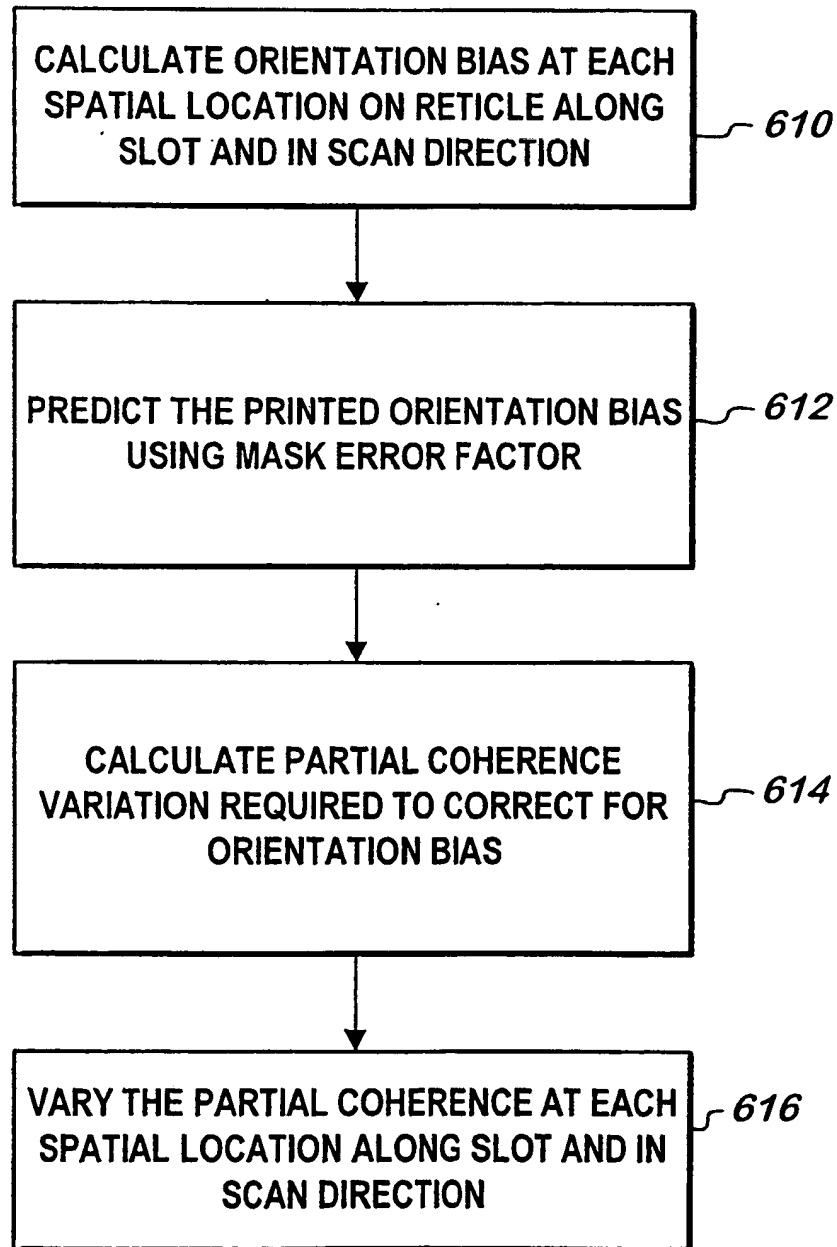 CALCULATE ORIENTATION BIAS AT EACH
SPATIAL LOCATION ON RETICLE ALONG
SLOT AND IN SCAN DIRECTION
610
PREDICT THE PRINTED ORIENTATION BIAS
USING MASK ERROR FACTOR
612
CALCULATE PARTIAL COHERENCE
VARIATION REQUIRED TO CORRECT FOR
ORIENTATION BIAS
614
VARY THE PARTIAL COHERENCE AT EACH
SPATIAL LOCATION ALONG SLOT AND IN
SCAN DIRECTION
616